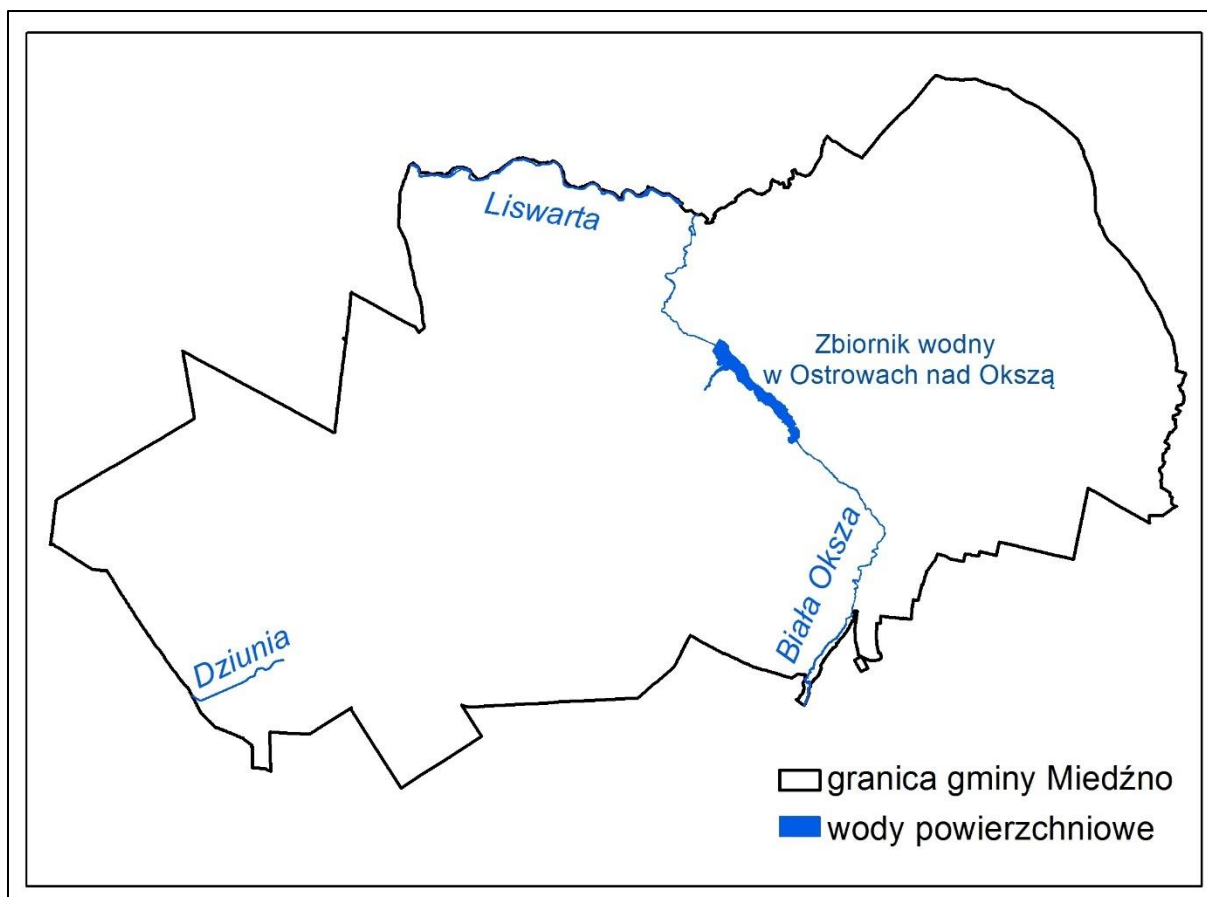 Liswarta
Zbiornik wodny
w Ostrowach nad Okszą
Biała Oksza
Dziunia
granica gminy Miedźno
wody powierzchniowe